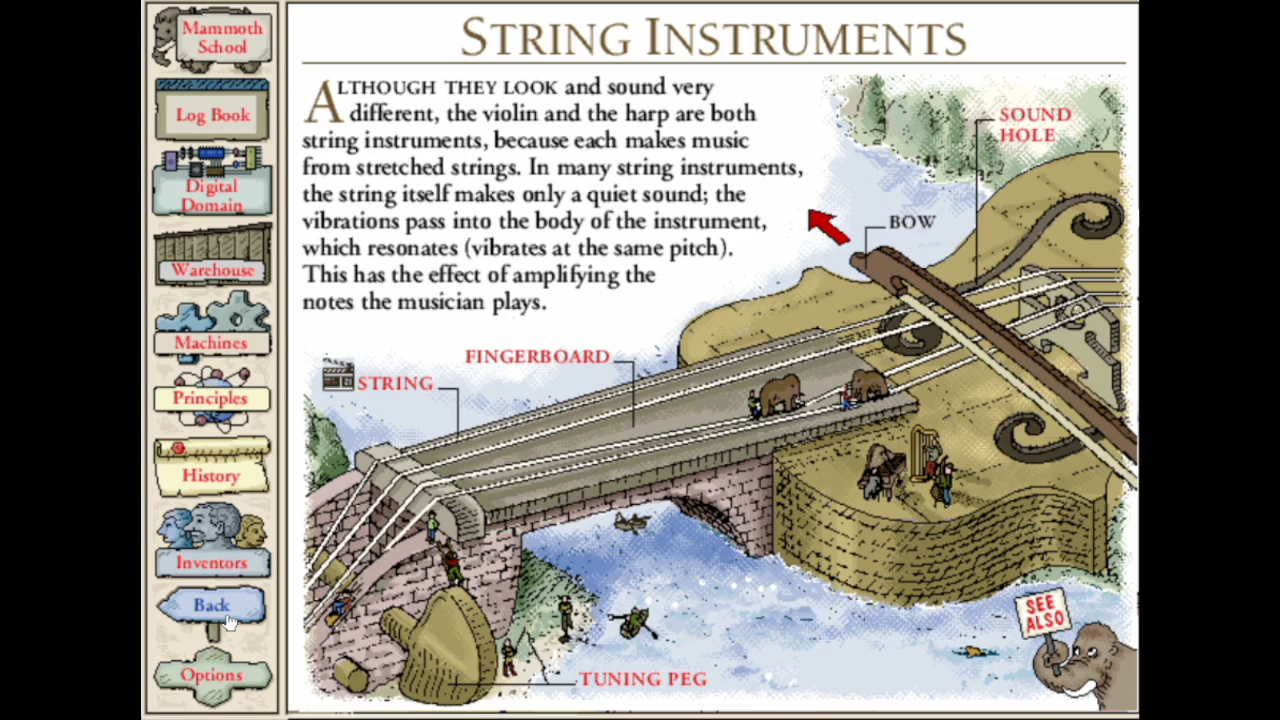 Mammoth
School
Log Book
Digital
Domain
Warehouse
Machines
Principles
History
Inventors
Back
Options
STRING INSTRUMENTS
ALTHOUGH THEY LOOK and sound very
different, the violin and the harp are both
string instruments, because each makes music
from stretched strings. In many string instruments,
the string itself makes only a quiet sound; the
vibrations pass into the body of the instrument,
which resonates (vibrates at the same pitch).
This has the effect of amplifying the
notes the musician plays.
SOUND
HOLE
BOW
FINGERBOARD
STRING
TUNING PEG
SEE
ALSO